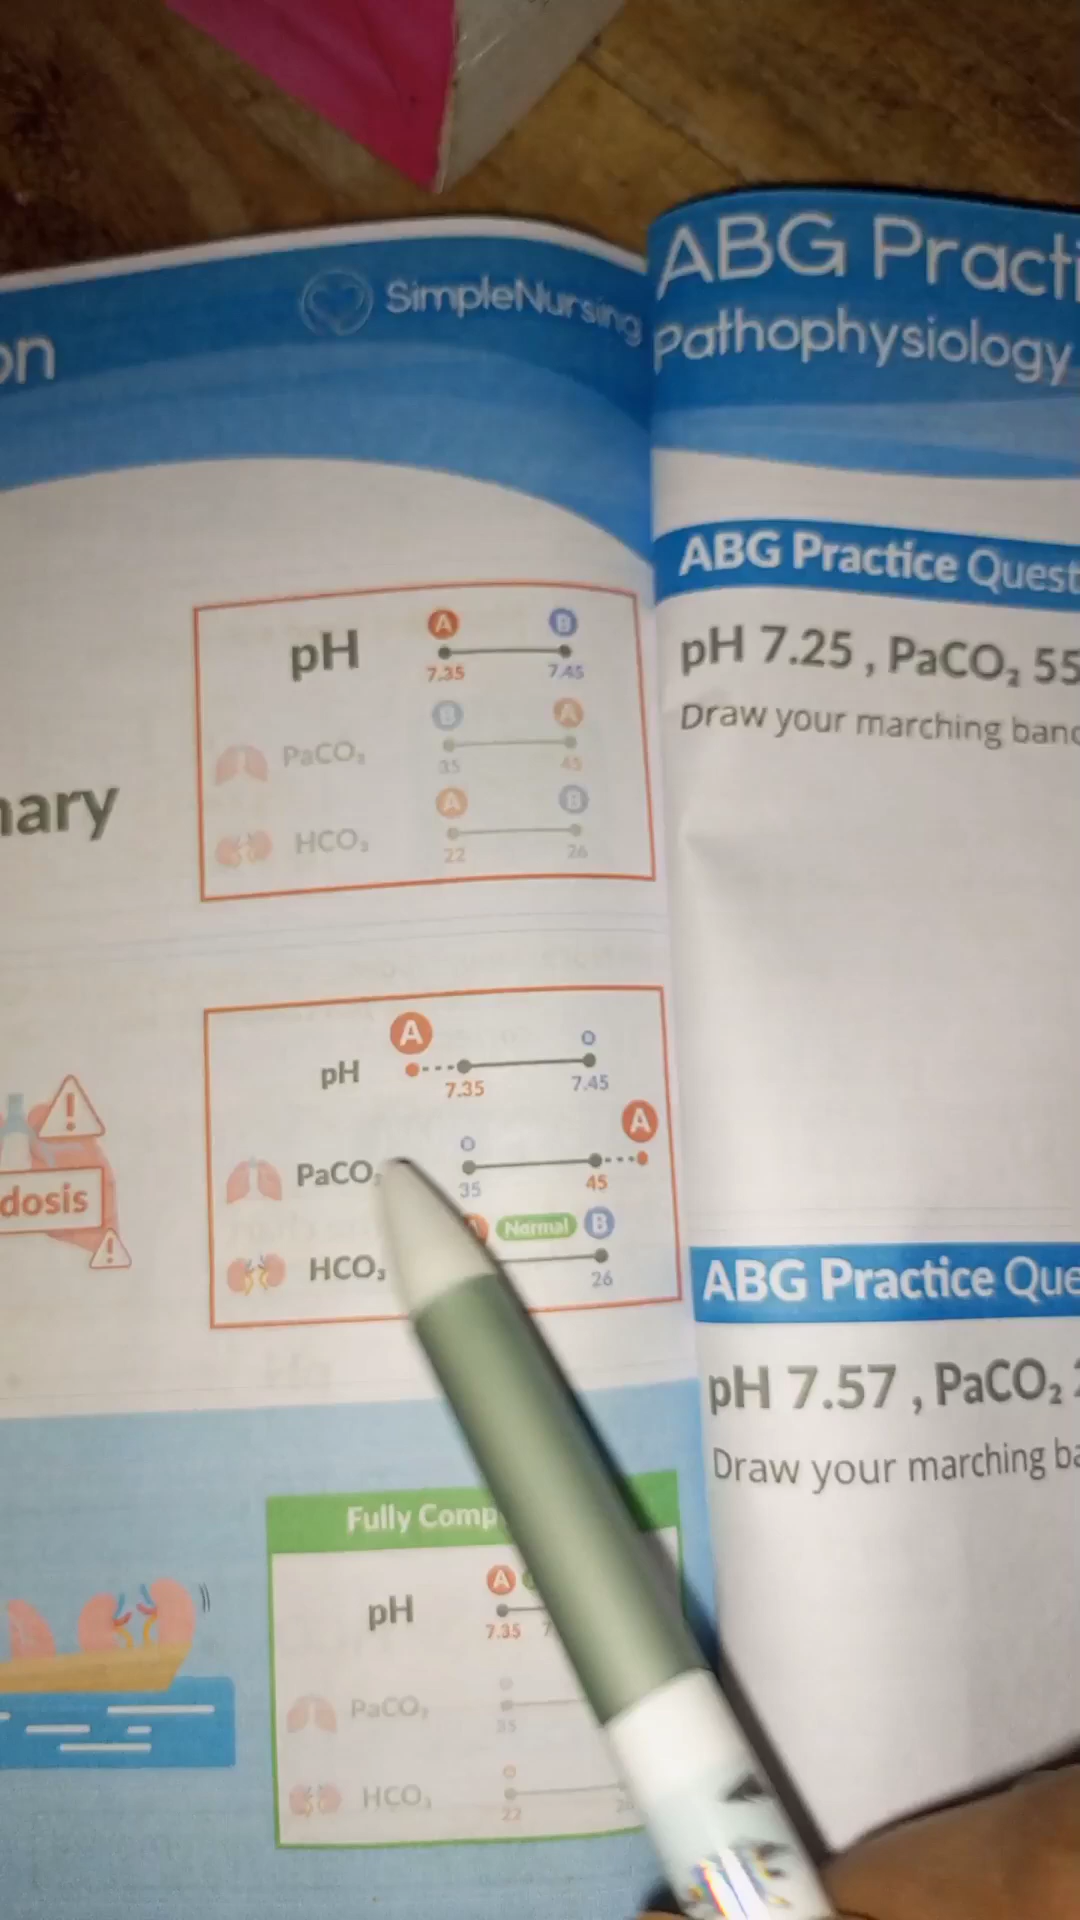 on
SimpleNursing
pH
A
B
7.35
7.45
PaCO₂
B
A
35
45
nary
HCO₃
A
B
22
26
pH
A
B
7.35
7.45
dosis
PaCO₂
B
A
35
45
HCO₃
A
Normal
B
26
Fully Comp
pH
A
7.35
7
PaCO₂
35
HCO₃
22
ABG Practi
Pathophysiology
ABG Practice Quest
pH 7.25 , PaCO₂ 55
Draw your marching band
ABG Practice Que
pH 7.57 , PaCO₂
Draw your marching ba